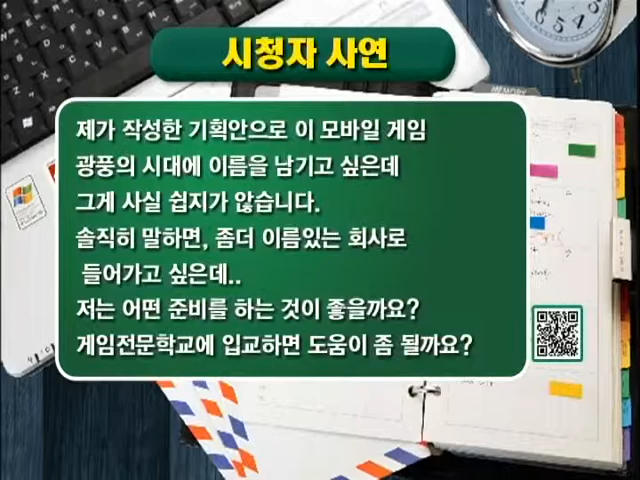 시청자 사연
제가 작성한 기획안으로 이 모바일 게임
광풍의 시대에 이름을 남기고 싶은데
그게 사실 쉽지가 않습니다.
솔직히 말하면, 좀더 이름있는 회사로
들어가고 싶은데..
저는 어떤 준비를 하는 것이 좋을까요?
게임전문학교에 입교하면 도움이 좀 될까요?